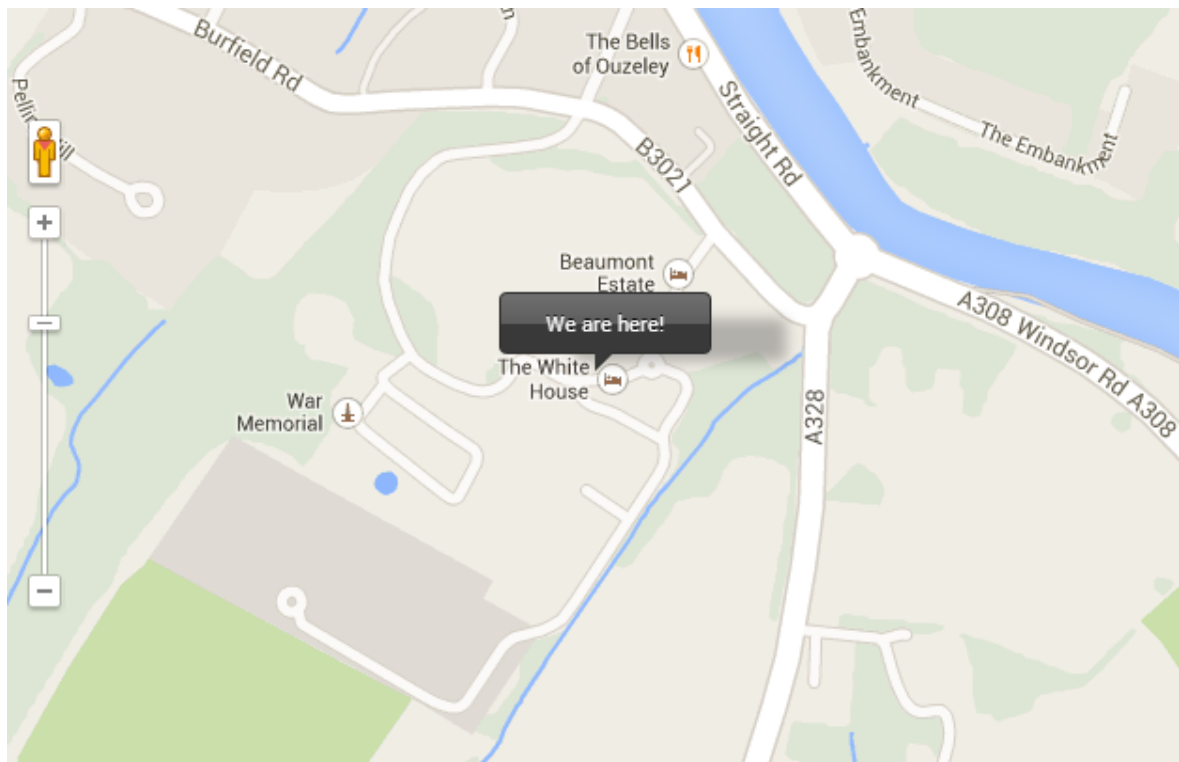 Burfield Rd
The Bells
of Ouzeley
Embankment
Straight Rd
The Embankment
B3021
Beaumont
Estate
We are here!
A308 Windsor Rd A308
The White
House
War
Memorial
A328